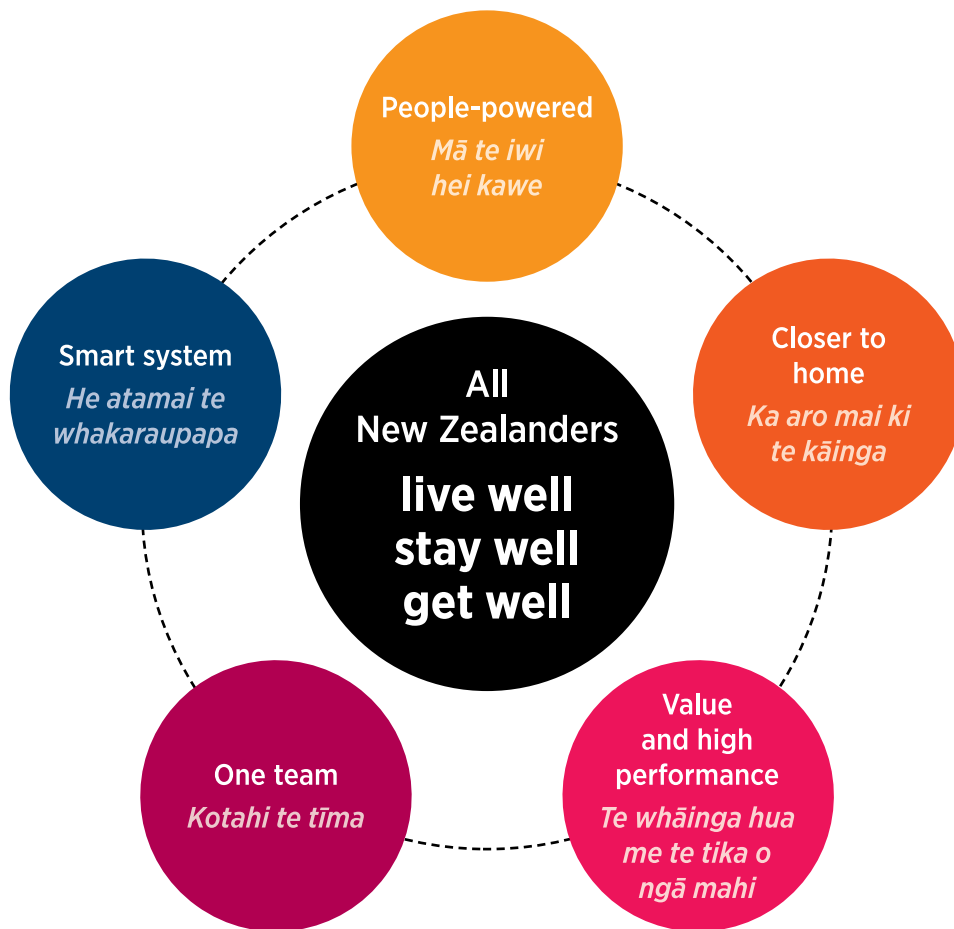 People-powered
Mā te iwi
hei kawe
Closer to
home
Ka aro mai ki
te kāinga
Value
and high
performance
Te whāinga hua
me te tika o
ngā mahi
One team
Kotahi te tīma
Smart system
He atamai te
whakaraupapa
All
New Zealanders
live well
stay well
get well